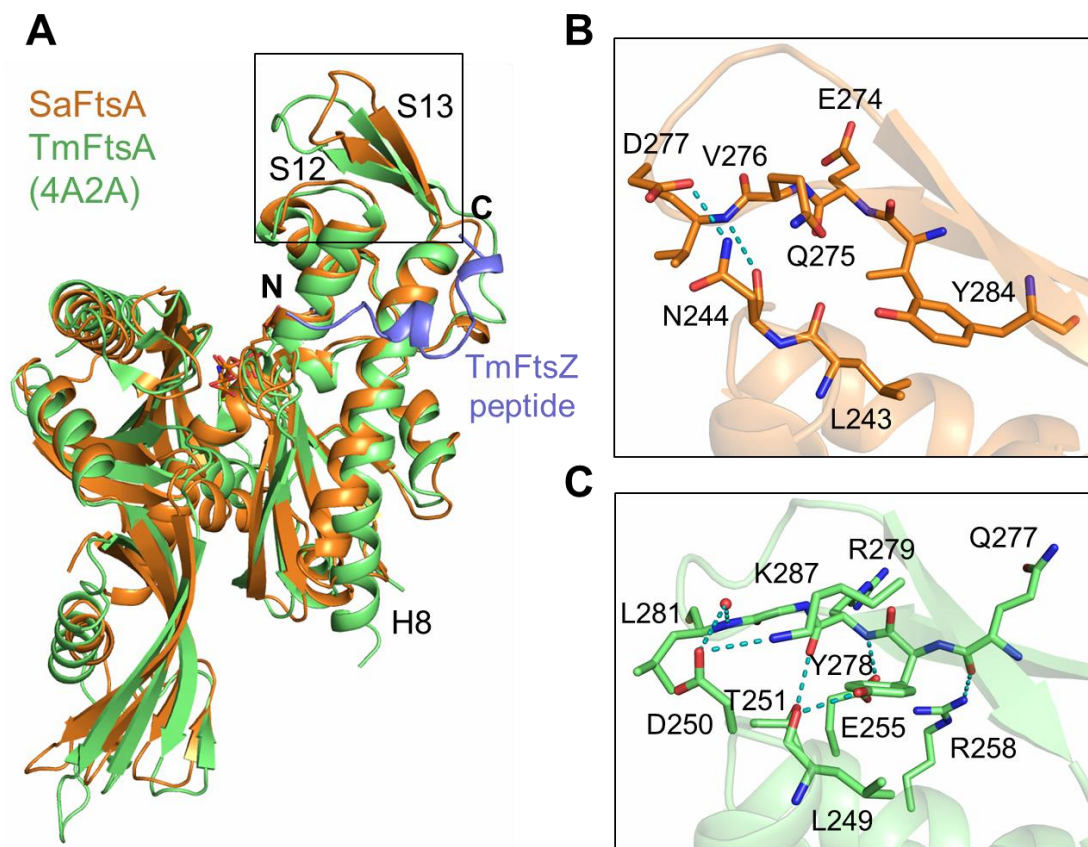 A
SaFtsA
TmFtsA
(4A2A)
S13
S12
C
N
TmFtsZ
peptide
H8
B
E274
D277
V276
Q275
Y284
N244
L243
C
Q277
R279
K287
L281
Y278
T251
D250
E255
R258
L249